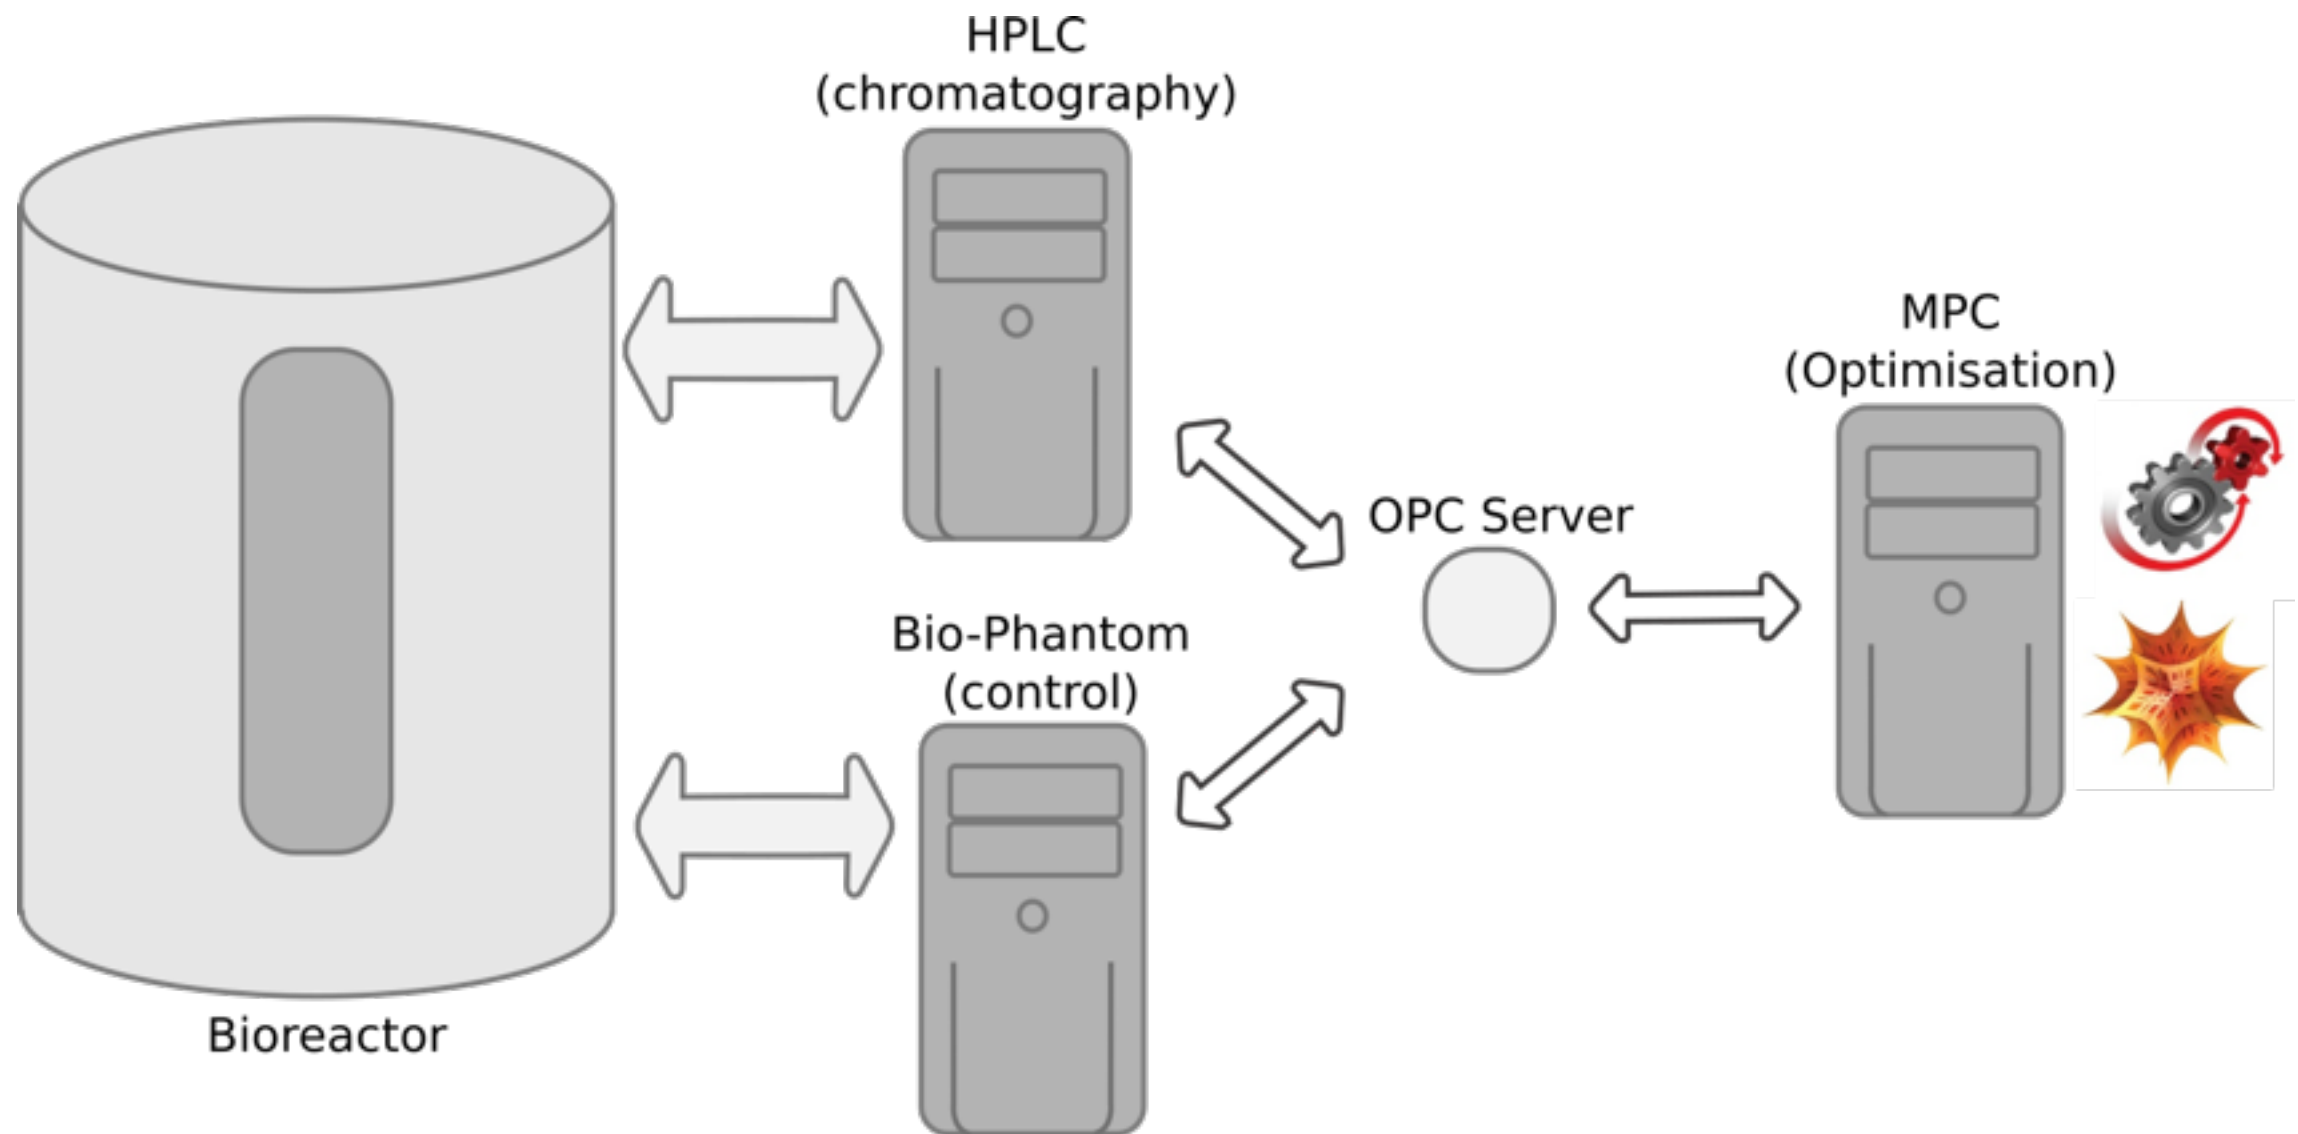 HPLC
(chromatography)
MPC
(Optimisation)
OPC Server
Bio-Phantom
(control)
Bioreactor